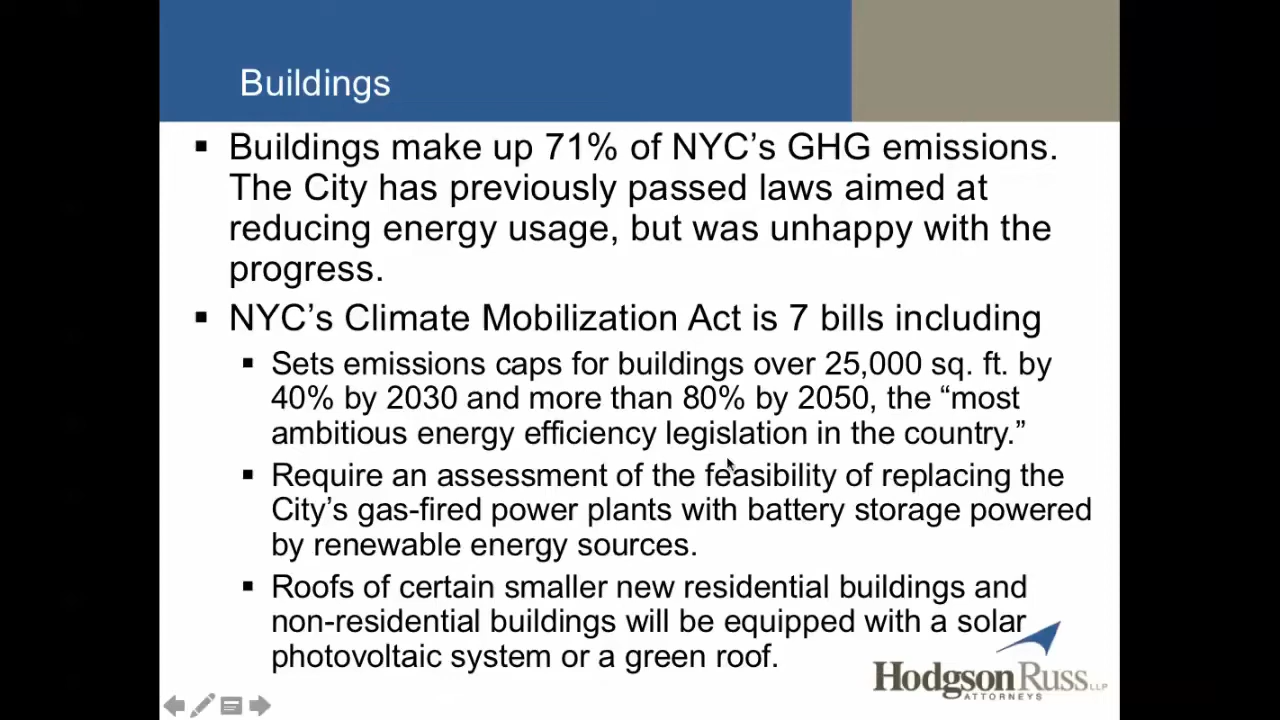 Buildings
▪ Buildings make up 71% of NYC’s GHG emissions.
The City has previously passed laws aimed at
reducing energy usage, but was unhappy with the
progress.
▪ NYC’s Climate Mobilization Act is 7 bills including
▪ Sets emissions caps for buildings over 25,000 sq. ft. by
40% by 2030 and more than 80% by 2050, the “most
ambitious energy efficiency legislation in the country.”
▪ Require an assessment of the feasibility of replacing the
City’s gas-fired power plants with battery storage powered
by renewable energy sources.
▪ Roofs of certain smaller new residential buildings and
non-residential buildings will be equipped with a solar
photovoltaic system or a green roof.
HodgsonRuss LLP
ATTORNEYS